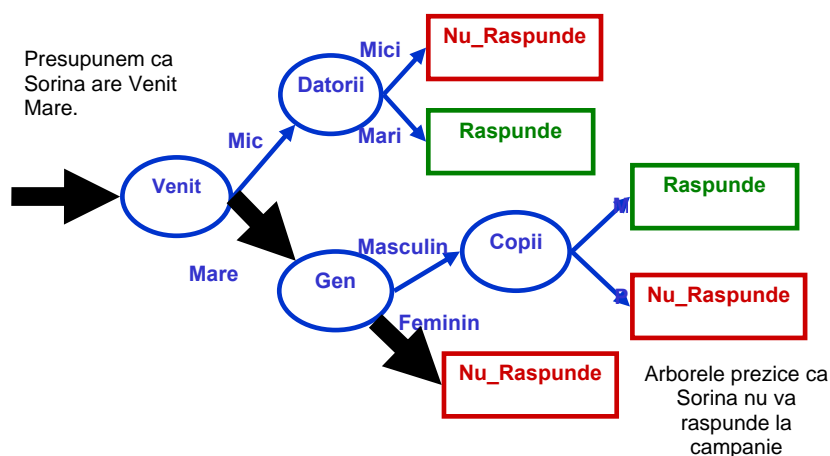 Presupunem ca
Sorina are Venit
Mare.
Mici
Nu_Raspunde
Datorii
Mari
Raspunde
Mic
Venit
Raspunde
Masculin
Copii
Mare
Gen
Nu_Raspunde
Feminin
Nu_Raspunde
Arborele prezice ca
Sorina nu va
raspunde la
campanie